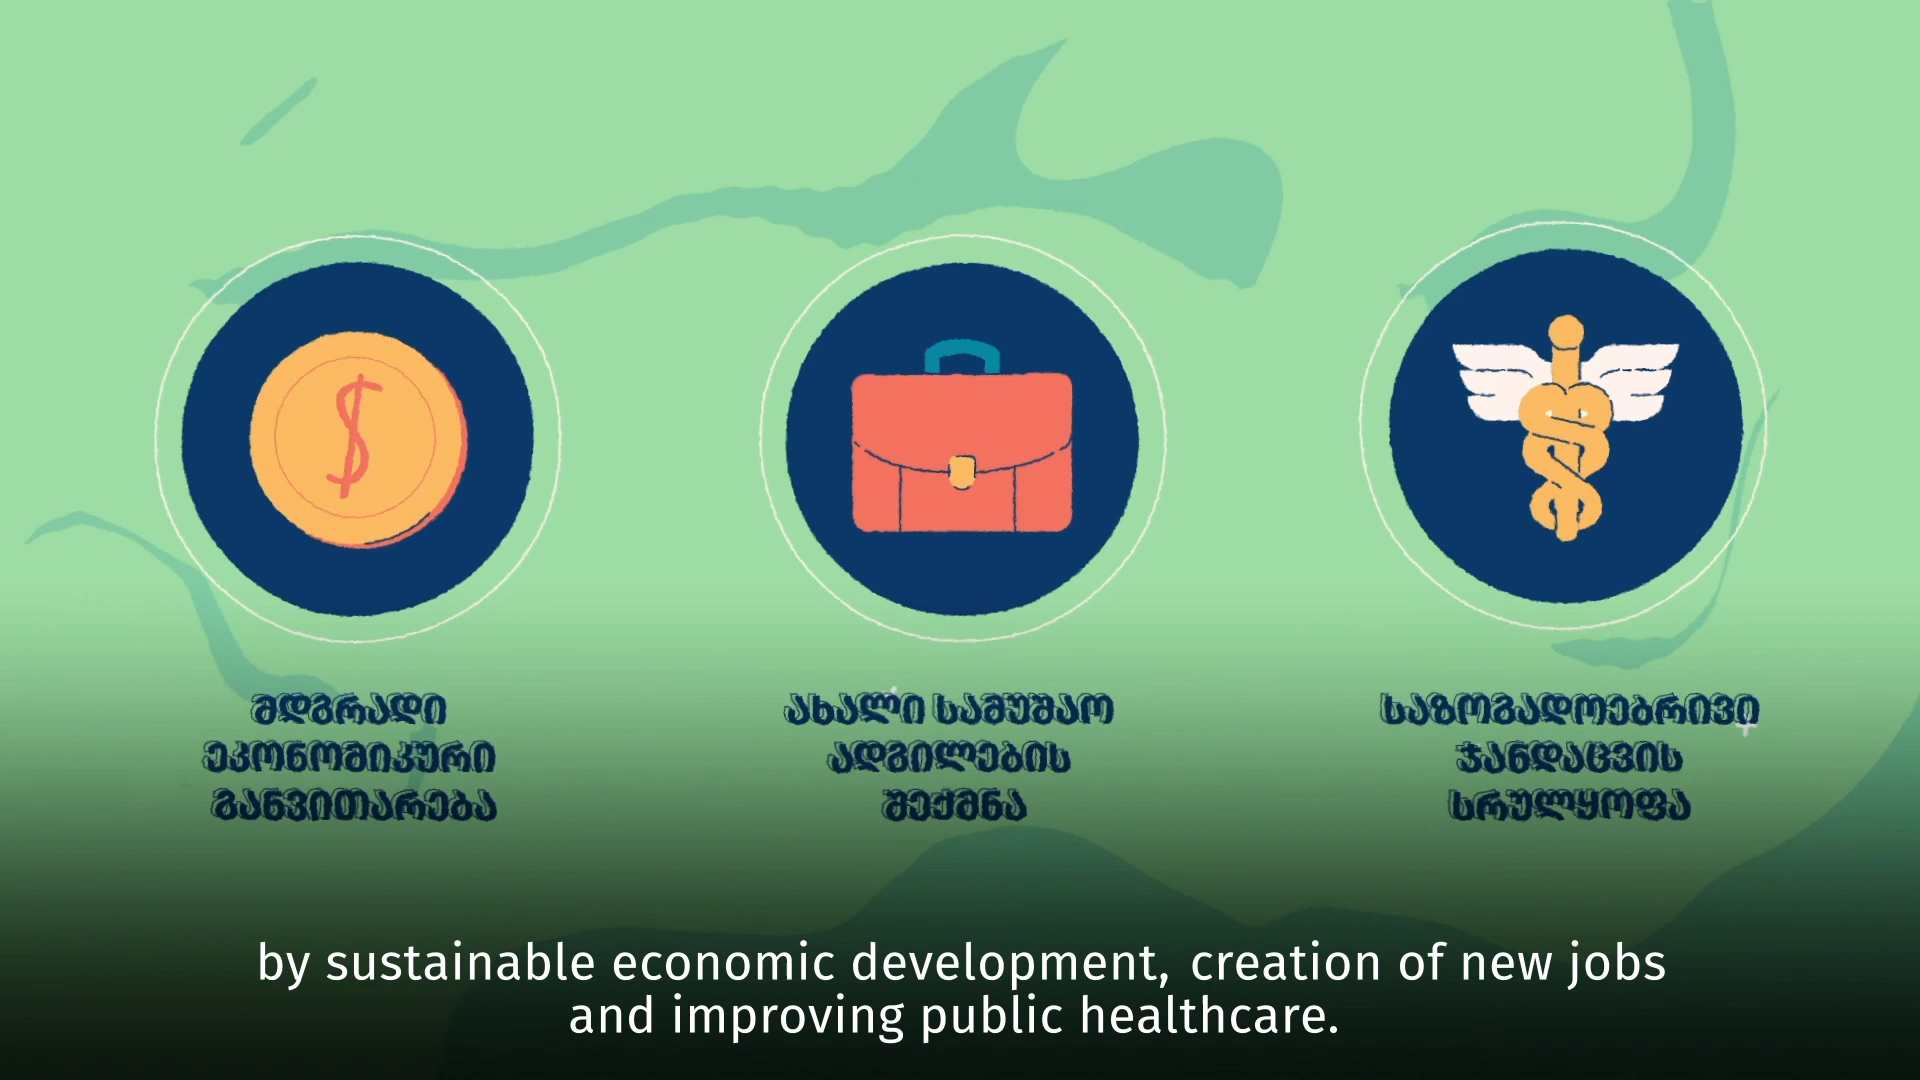 მდგრადი
ეკონომიკური
განვითარება
ახალი სამუშაო
ადგილების
შექმნა
საზოგადოებრივი
ჯანდაცვის
სრულყოფა
by sustainable economic development, creation of new jobs
and improving public healthcare.